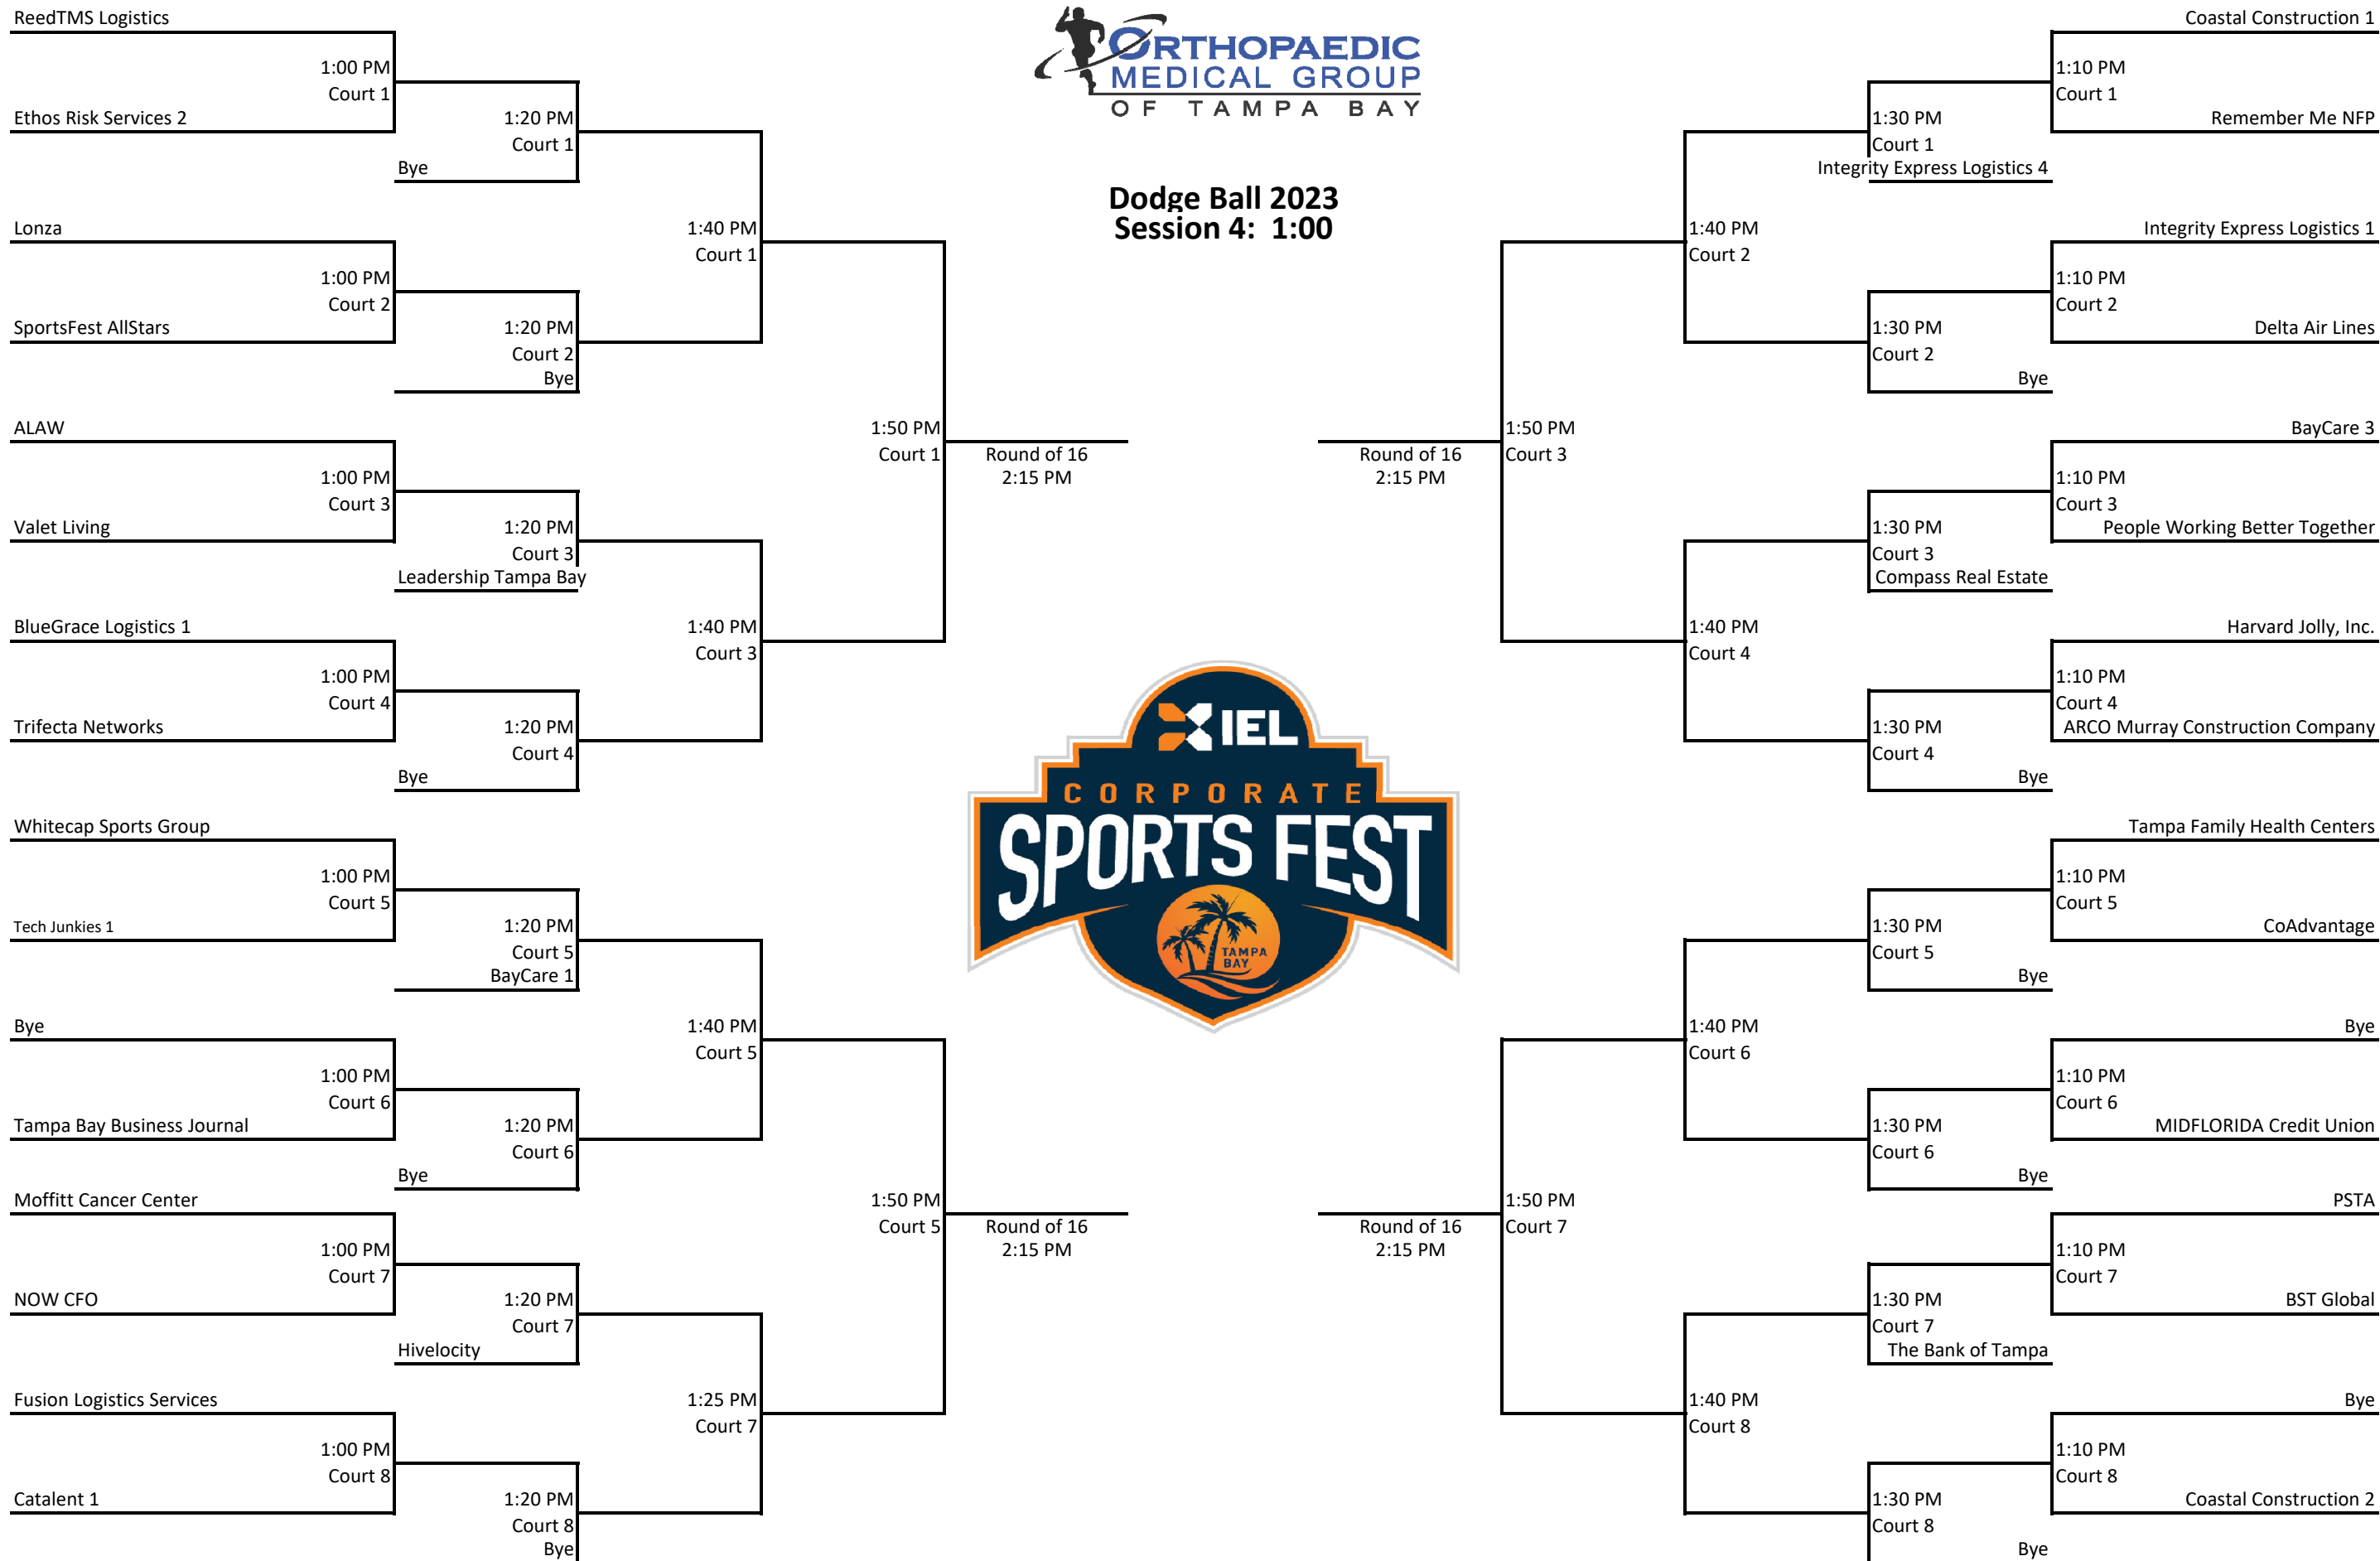 ORTHOPAEDIC
MEDICAL GROUP
OF TAMPA BAY
Dodge Ball 2023
Session 4: 1:00
ReedTMS Logistics
1:00 PM
Court 1
Ethos Risk Services 2
1:20 PM
Court 1
Bye
Lonza
1:40 PM
Court 1
1:00 PM
Court 2
SportsFest AllStars
1:20 PM
Court 2
Bye
ALAW
1:50 PM
Court 1
Round of 16
2:15 PM
1:00 PM
Court 3
Valet Living
1:20 PM
Court 3
Leadership Tampa Bay
BlueGrace Logistics 1
1:40 PM
Court 3
1:00 PM
Court 4
Trifecta Networks
1:20 PM
Court 4
Bye
Whitecap Sports Group
1:00 PM
Court 5
Tech Junkies 1
1:20 PM
Court 5
BayCare 1
Bye
1:40 PM
Court 5
1:00 PM
Court 6
Tampa Bay Business Journal
1:20 PM
Court 6
Bye
Moffitt Cancer Center
1:50 PM
Court 5
Round of 16
2:15 PM
1:00 PM
Court 7
NOW CFO
1:20 PM
Court 7
Hivelocity
Fusion Logistics Services
1:25 PM
Court 7
1:00 PM
Court 8
Catalent 1
1:20 PM
Court 8
Bye
IEL
CORPORATE
SPORTS FEST
TAMPA
BAY
Coastal Construction 1
1:10 PM
Court 1
Remember Me NFP
1:30 PM
Court 1
Integrity Express Logistics 4
Integrity Express Logistics 1
1:40 PM
Court 2
1:10 PM
Court 2
Delta Air Lines
1:30 PM
Court 2
Bye
BayCare 3
1:50 PM
Court 3
Round of 16
2:15 PM
1:10 PM
Court 3
People Working Better Together
1:30 PM
Court 3
Compass Real Estate
Harvard Jolly, Inc.
1:40 PM
Court 4
1:10 PM
Court 4
ARCO Murray Construction Company
1:30 PM
Court 4
Bye
Tampa Family Health Centers
1:10 PM
Court 5
CoAdvantage
1:30 PM
Court 5
Bye
Bye
1:40 PM
Court 6
1:10 PM
Court 6
MIDFLORIDA Credit Union
1:30 PM
Court 6
Bye
PSTA
1:50 PM
Court 7
Round of 16
2:15 PM
1:10 PM
Court 7
BST Global
1:30 PM
Court 7
The Bank of Tampa
Bye
1:40 PM
Court 8
1:10 PM
Court 8
Coastal Construction 2
1:30 PM
Court 8
Bye